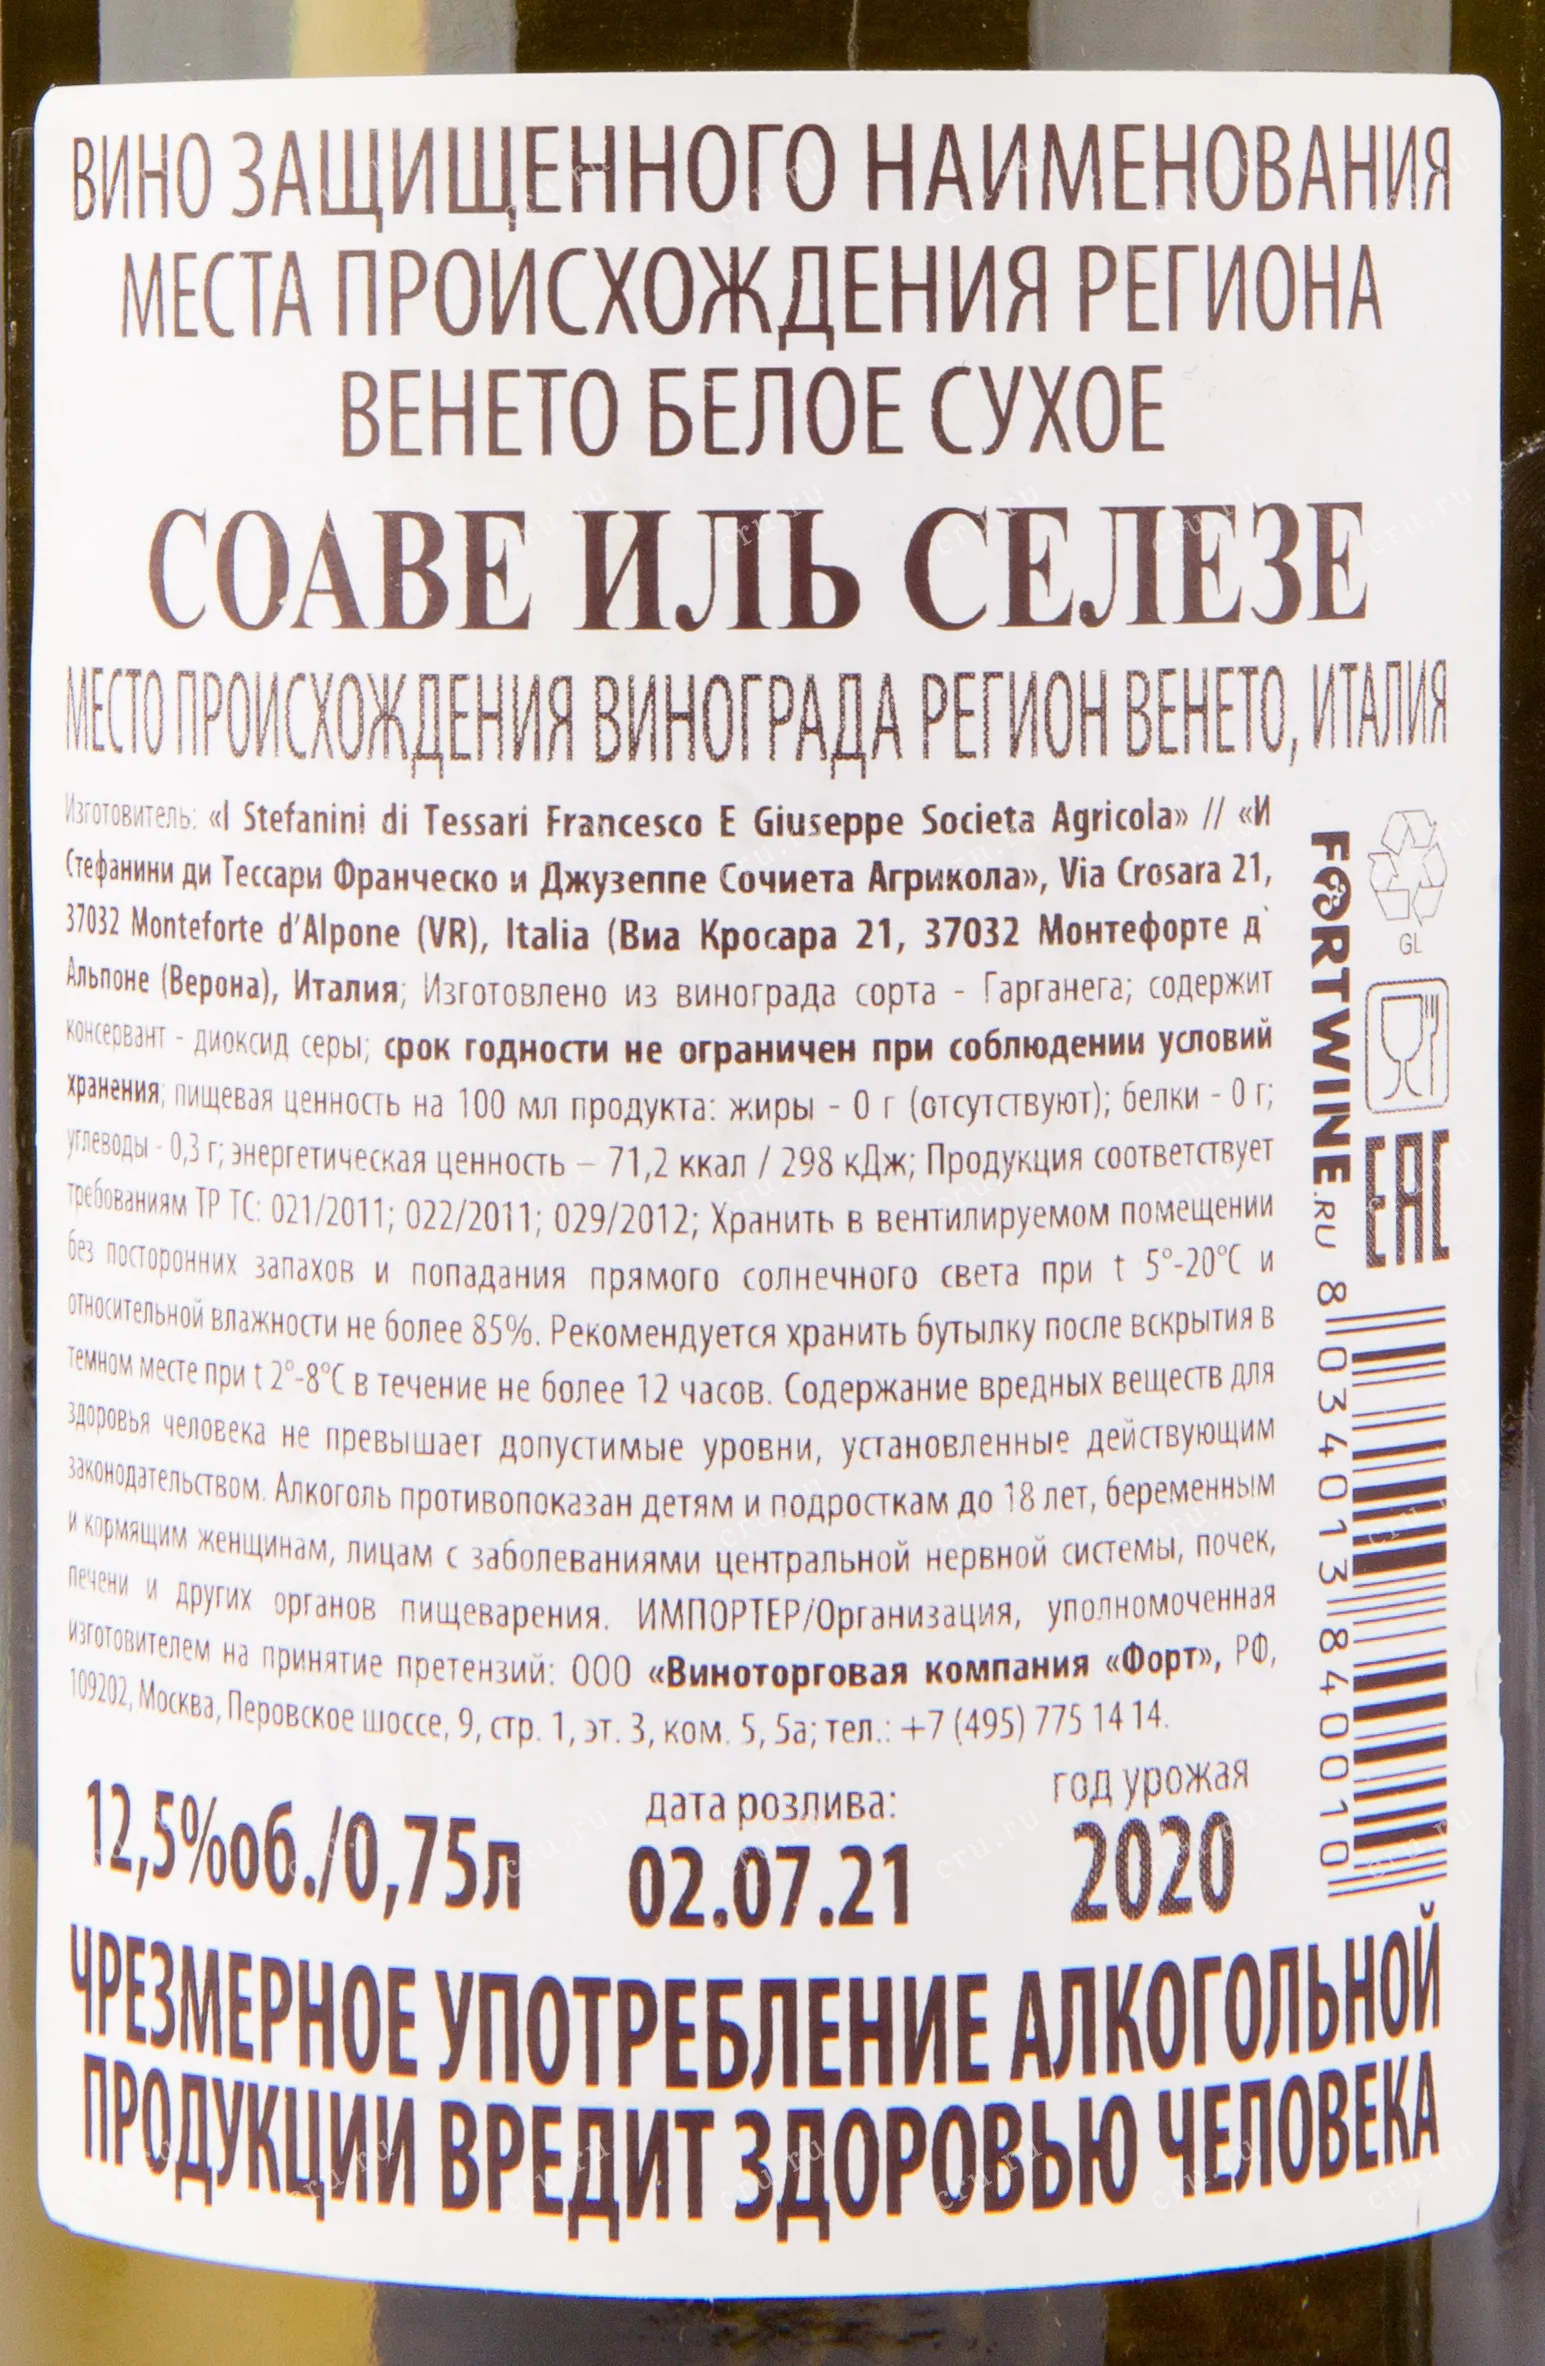 ВИНО ЗАЩИЩЕННОГО НАИМЕНОВАНИЯ
МЕСТА ПРОИСХОЖДЕНИЯ РЕГИОНА
ВЕНЕТО БЕЛОЕ СУХОЕ
СОАВЕ ИЛЬ СЕЛЕЗЕ
МЕСТО ПРОИСХОЖДЕНИЯ ВИНОГРАДА РЕГИОН ВЕНЕТО, ИТАЛИЯ
Изготовитель: «I Stefanini di Tessari Francesco E Giuseppe Societa Agricola» // «И
Стефанини ди Тессари Франческо и Джузеппе Сочиета Агрикола», Via Crosara 21,
37032 Monteforte d'Alpone (VR), Italia (Виа Кросара 21, 37032 Монтефорте д`
Альпоне (Верона), Италия; Изготовлено из винограда сорта - Гарганега; содержит
консервант - диоксид серы; срок годности не ограничен при соблюдении условий
хранения; пищевая ценность на 100 мл продукта: жиры - 0 г (отсутствуют); белки - 0 г;
углеводы - 0,3 г; энергетическая ценность – 71,2 ккал / 298 кДж; Продукция соответствует
требованиям ТР ТС: 021/2011; 022/2011; 029/2012; Хранить в вентилируемом помещении
без посторонних запахов и попадания прямого солнечного света при t 5°-20°C и
относительной влажности не более 85%. Рекомендуется хранить бутылку после вскрытия в
темном месте при t 2°-8°C в течение не более 12 часов. Содержание вредных веществ для
здоровья человека не превышает допустимые уровни, установленные действующим
законодательством. Алкоголь противопоказан детям и подросткам до 18 лет, беременным
и кормящим женщинам, лицам с заболеваниями центральной нервной системы, почек,
печени и других органов пищеварения. ИМПОРТЕР/Организация, уполномоченная
изготовителем на принятие претензий: ООО «Виноторговая компания «Форт», РФ,
109202, Москва, Перовское шоссе, 9, стр. 1, эт. 3, ком. 5, 5а; тел.: +7 (495) 775 14 14.
FORTWINE.RU
GL
EAC
8 034013 840010
12,5%об./0,75л
дата розлива:
02.07.21
год урожая
2020
ЧРЕЗМЕРНОЕ УПОТРЕБЛЕНИЕ АЛКОГОЛЬНОЙ
ПРОДУКЦИИ ВРЕДИТ ЗДОРОВЬЮ ЧЕЛОВЕКА
cru.ru